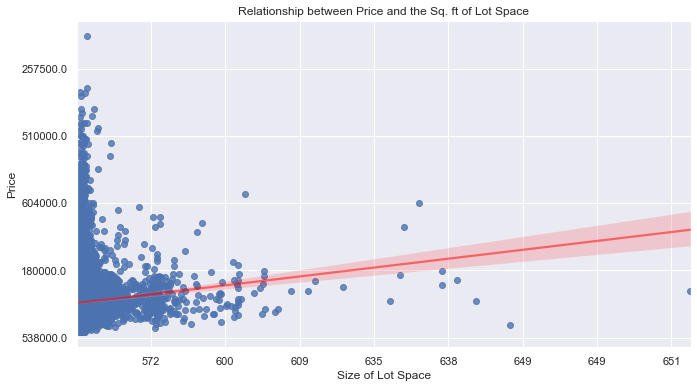 Relationship between Price and the Sq. ft of Lot Space
257500.0
510000.0
604000.0
180000.0
538000.0
Price
572 600 609 635 638 649 649 651
Size of Lot Space